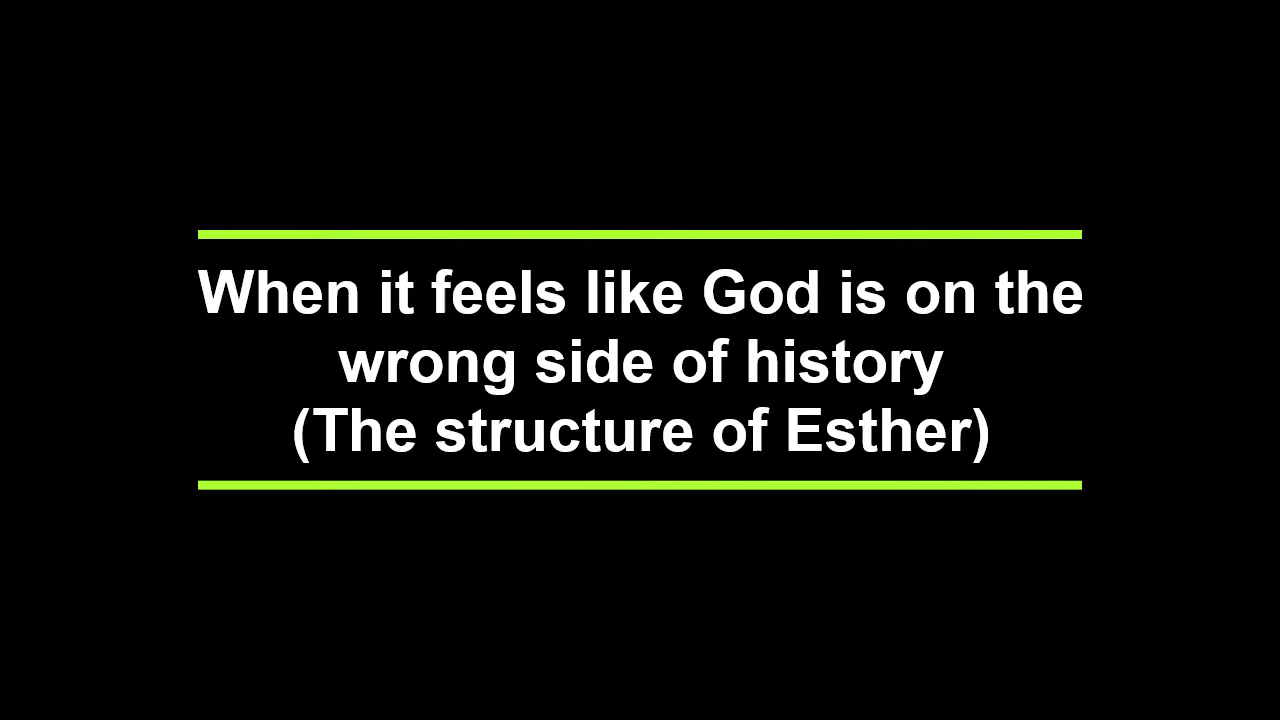 When it feels like God is on the
wrong side of history
(The structure of Esther)